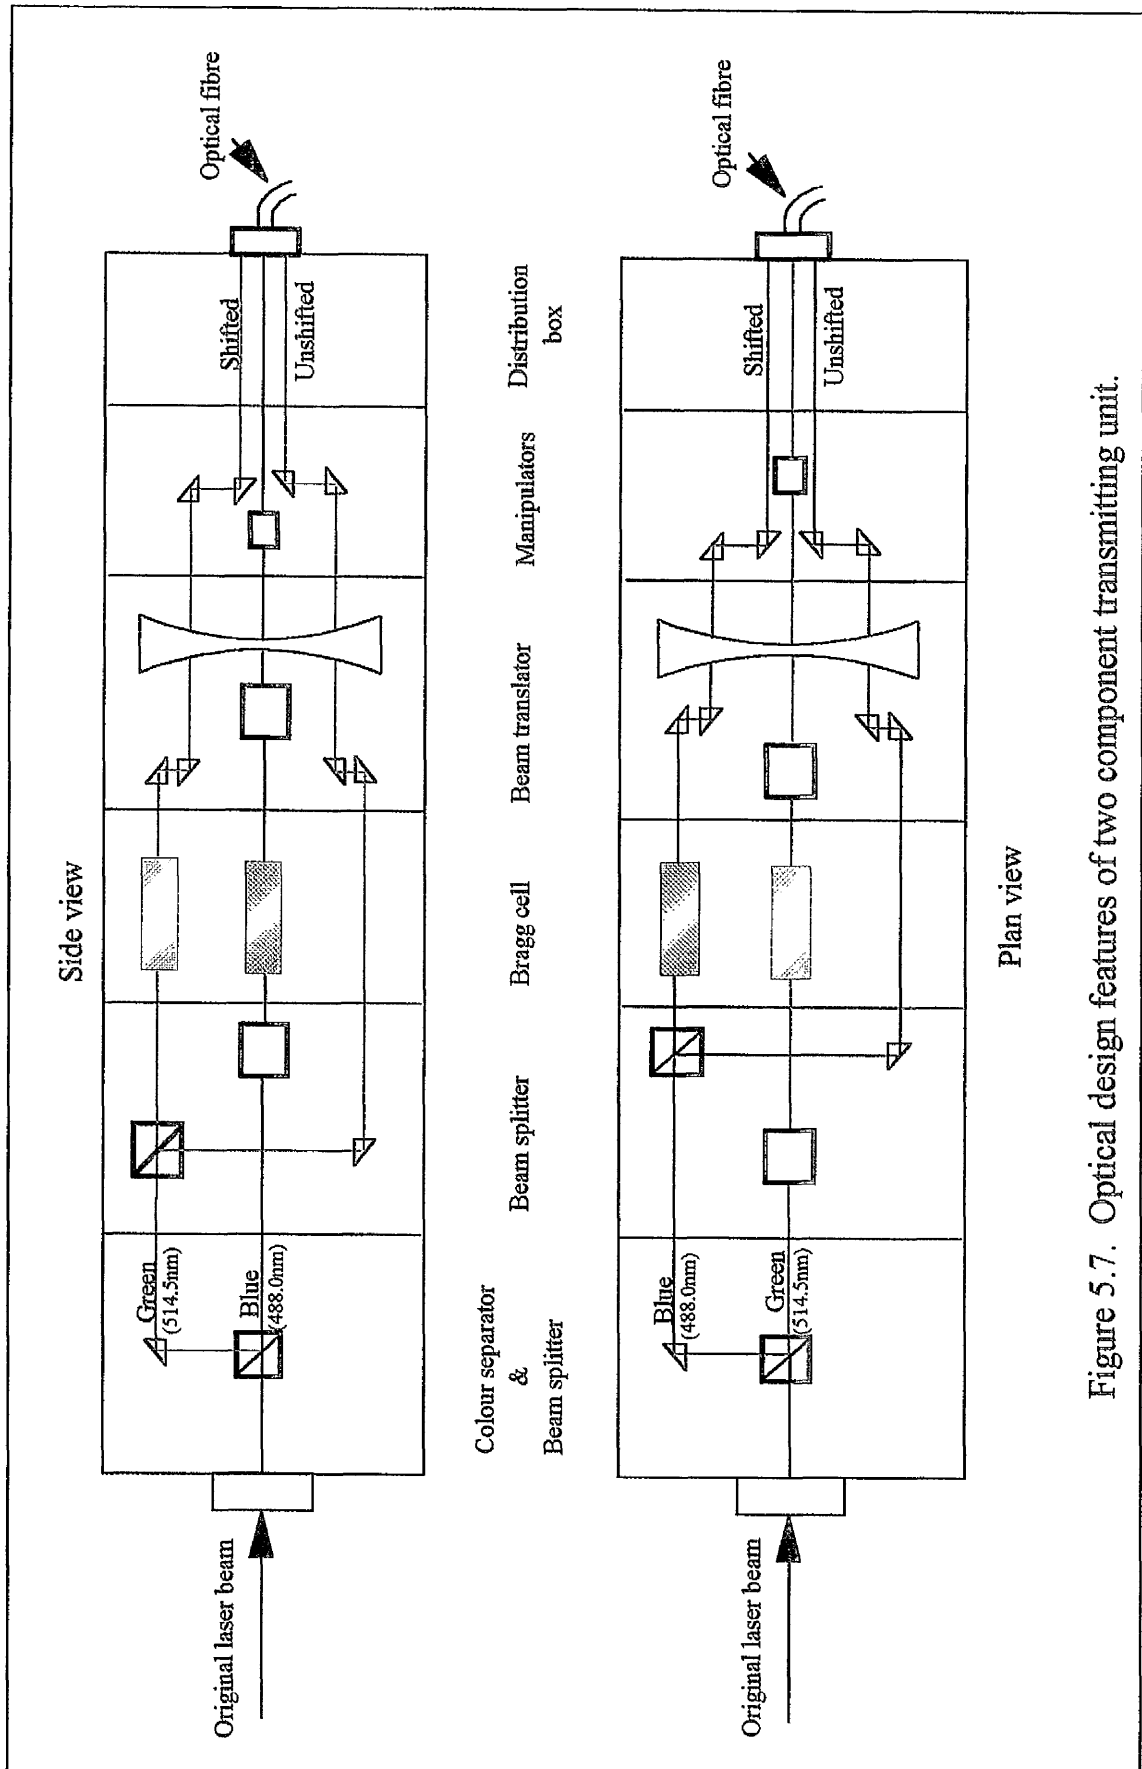 Side view
Original laser beam
Green
(514.5nm)
Blue
(488.0nm)
Shifted
Unshifted
Optical fibre
Colour separator
&
Beam splitter
Beam splitter
Bragg cell
Beam translator
Manipulators
Distribution
box
Original laser beam
Blue
(488.0nm)
Green
(514.5nm)
Shifted
Unshifted
Optical fibre
Plan view
Figure 5.7. Optical design features of two component transmitting unit.